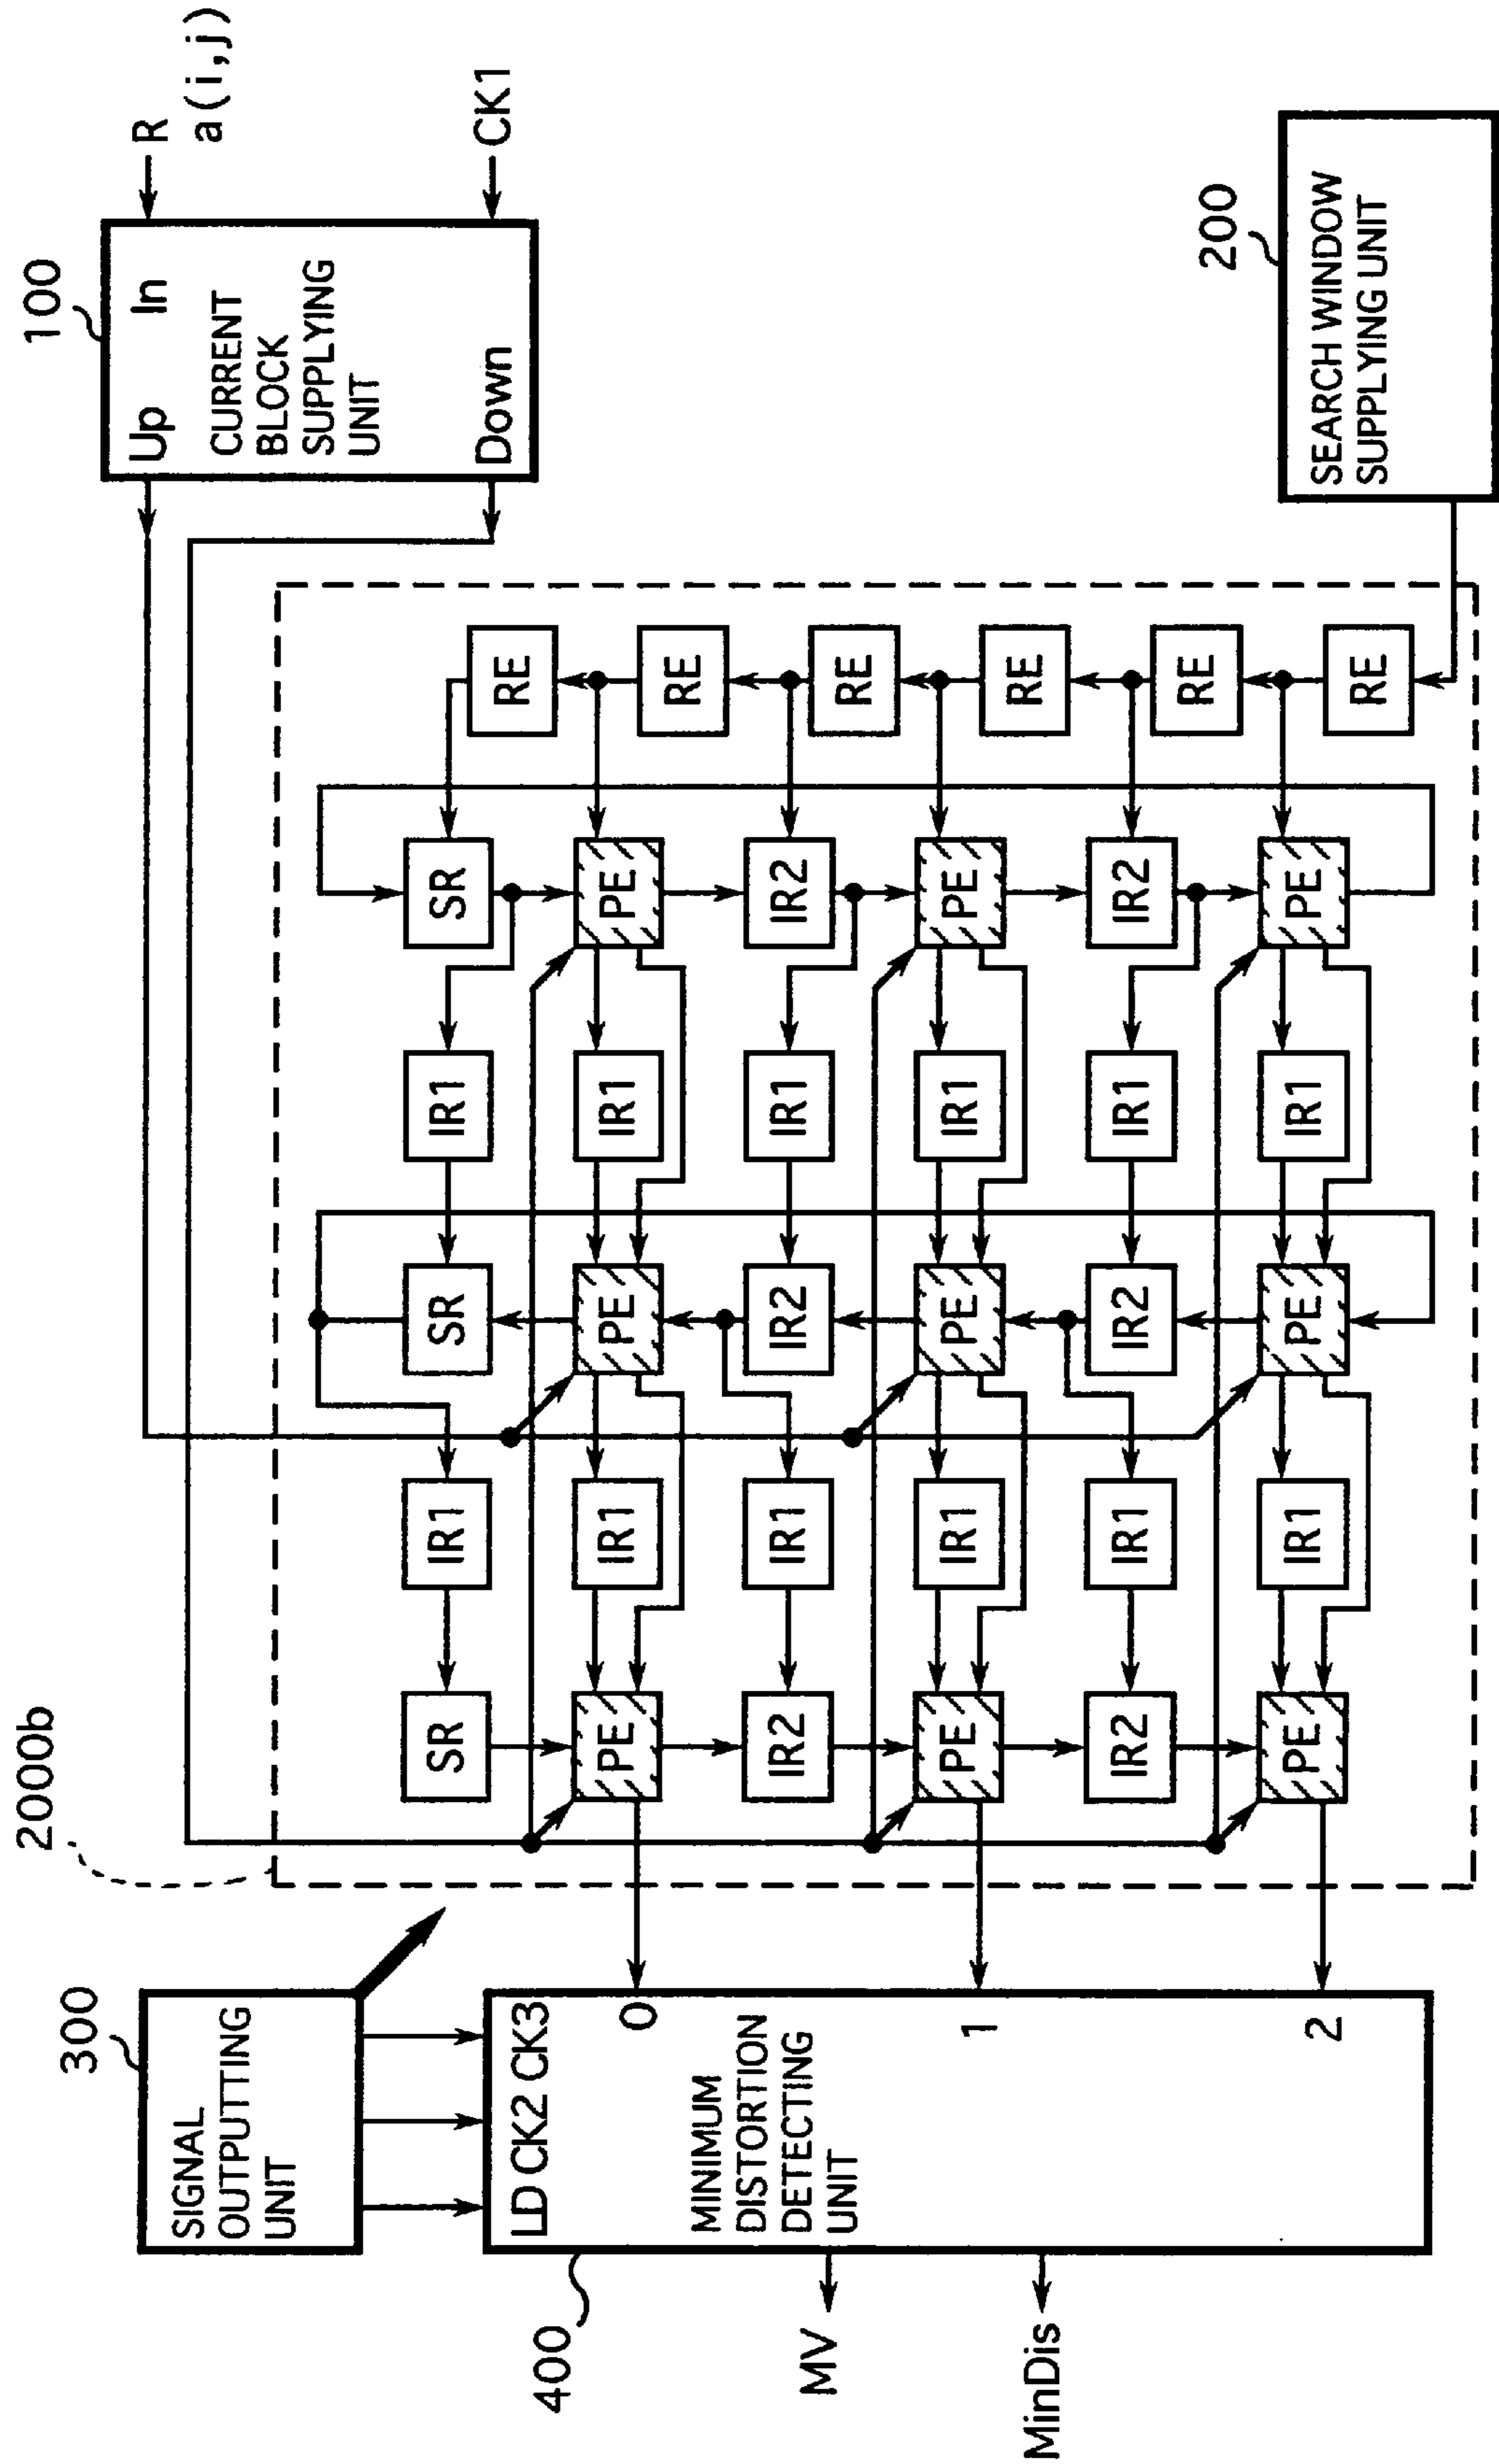 300
SIGNAL
OUTPUTTING
UNIT
2000b
100
Up In
CURRENT
BLOCK
SUPPLYING
UNIT
Down
R
a(i,j)
CK1
400
LD CK2 CK3
0
MINIMUM
DISTORTION
DETECTING
UNIT
1
2
MV
MinDis
SR IR1 SR IR1 SR RE
PE IR1 PE IR1 PE RE
IR2 IR1 IR2 IR1 IR2 RE
PE IR1 PE IR1 PE RE
IR2 IR1 IR2 IR1 IR2 RE
PE IR1 PE IR1 PE RE
200
SEARCH WINDOW
SUPPLYING UNIT